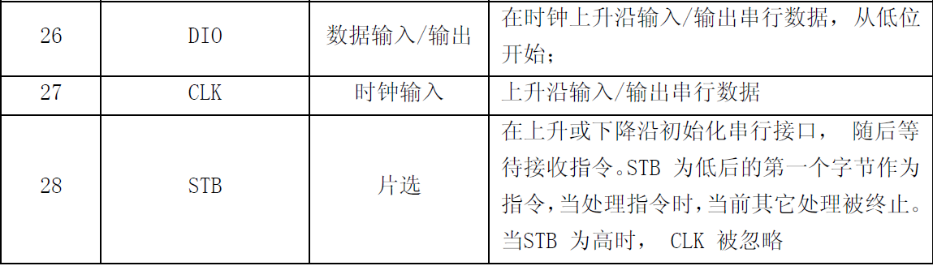 26 DIO 数据输入/输出 在时钟上升沿输入/输出串行数据，从低位
开始；
27 CLK 时钟输入 上升沿输入/输出串行数据
28 STB 片选 在上升或下降沿初始化串行接口， 随后等
待接收指令。STB 为低后的第一个字节作为
指令，当处理指令时，当前其它处理被终止。
当STB 为高时， CLK 被忽略